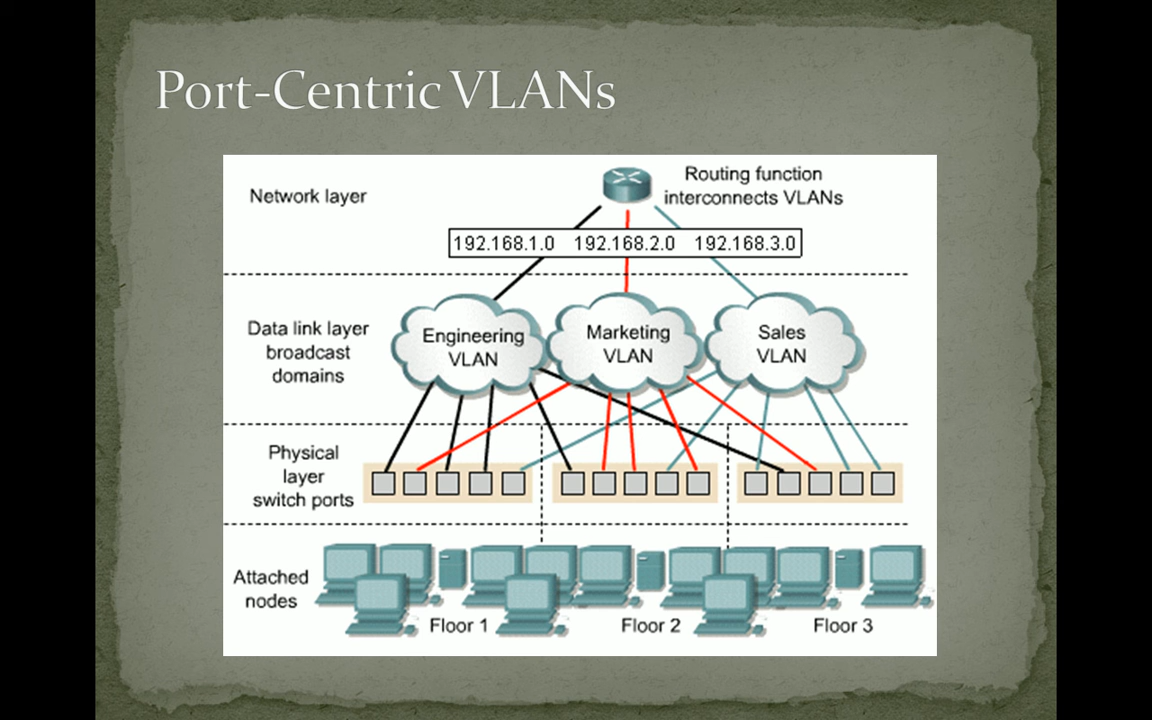 Port-Centric VLANs
Network layer
Routing function
interconnects VLANs
192.168.1.0 192.168.2.0 192.168.3.0
Data link layer
broadcast
domains
Engineering
VLAN
Marketing
VLAN
Sales
VLAN
Physical
layer
switch ports
Attached
nodes
Floor 1
Floor 2
Floor 3